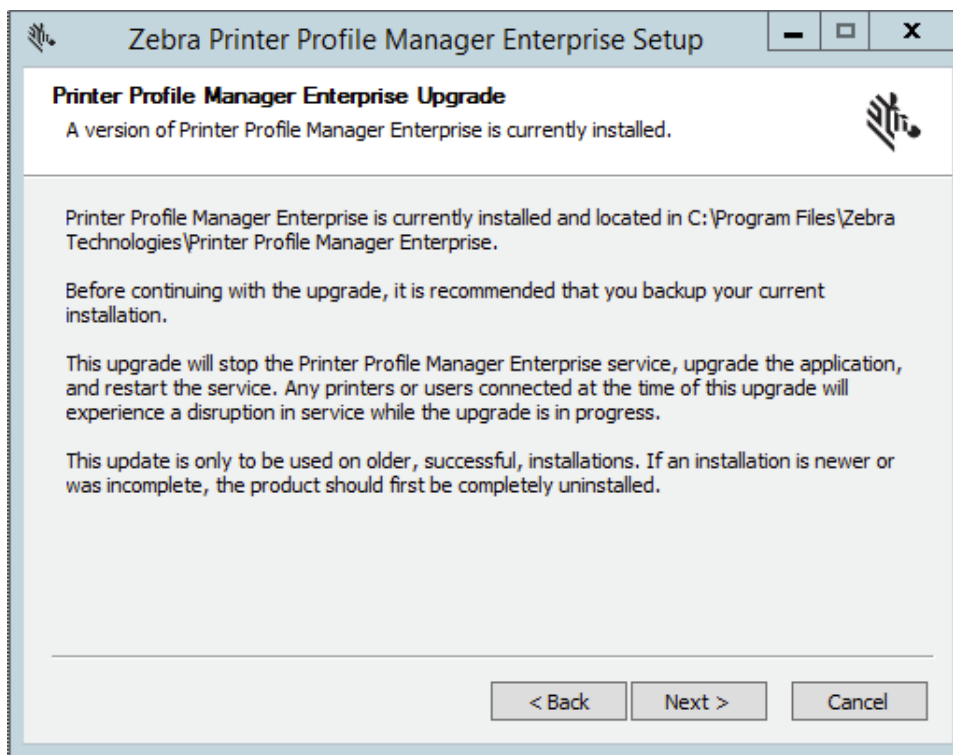 Zebra Printer Profile Manager Enterprise Setup
Printer Profile Manager Enterprise Upgrade
A version of Printer Profile Manager Enterprise is currently installed.
Printer Profile Manager Enterprise is currently installed and located in C:\Program Files\Zebra
Technologies\Printer Profile Manager Enterprise.
Before continuing with the upgrade, it is recommended that you backup your current
installation.
This upgrade will stop the Printer Profile Manager Enterprise service, upgrade the application,
and restart the service. Any printers or users connected at the time of this upgrade will
experience a disruption in service while the upgrade is in progress.
This update is only to be used on older, successful, installations. If an installation is newer or
was incomplete, the product should first be completely uninstalled.
< Back Next > Cancel